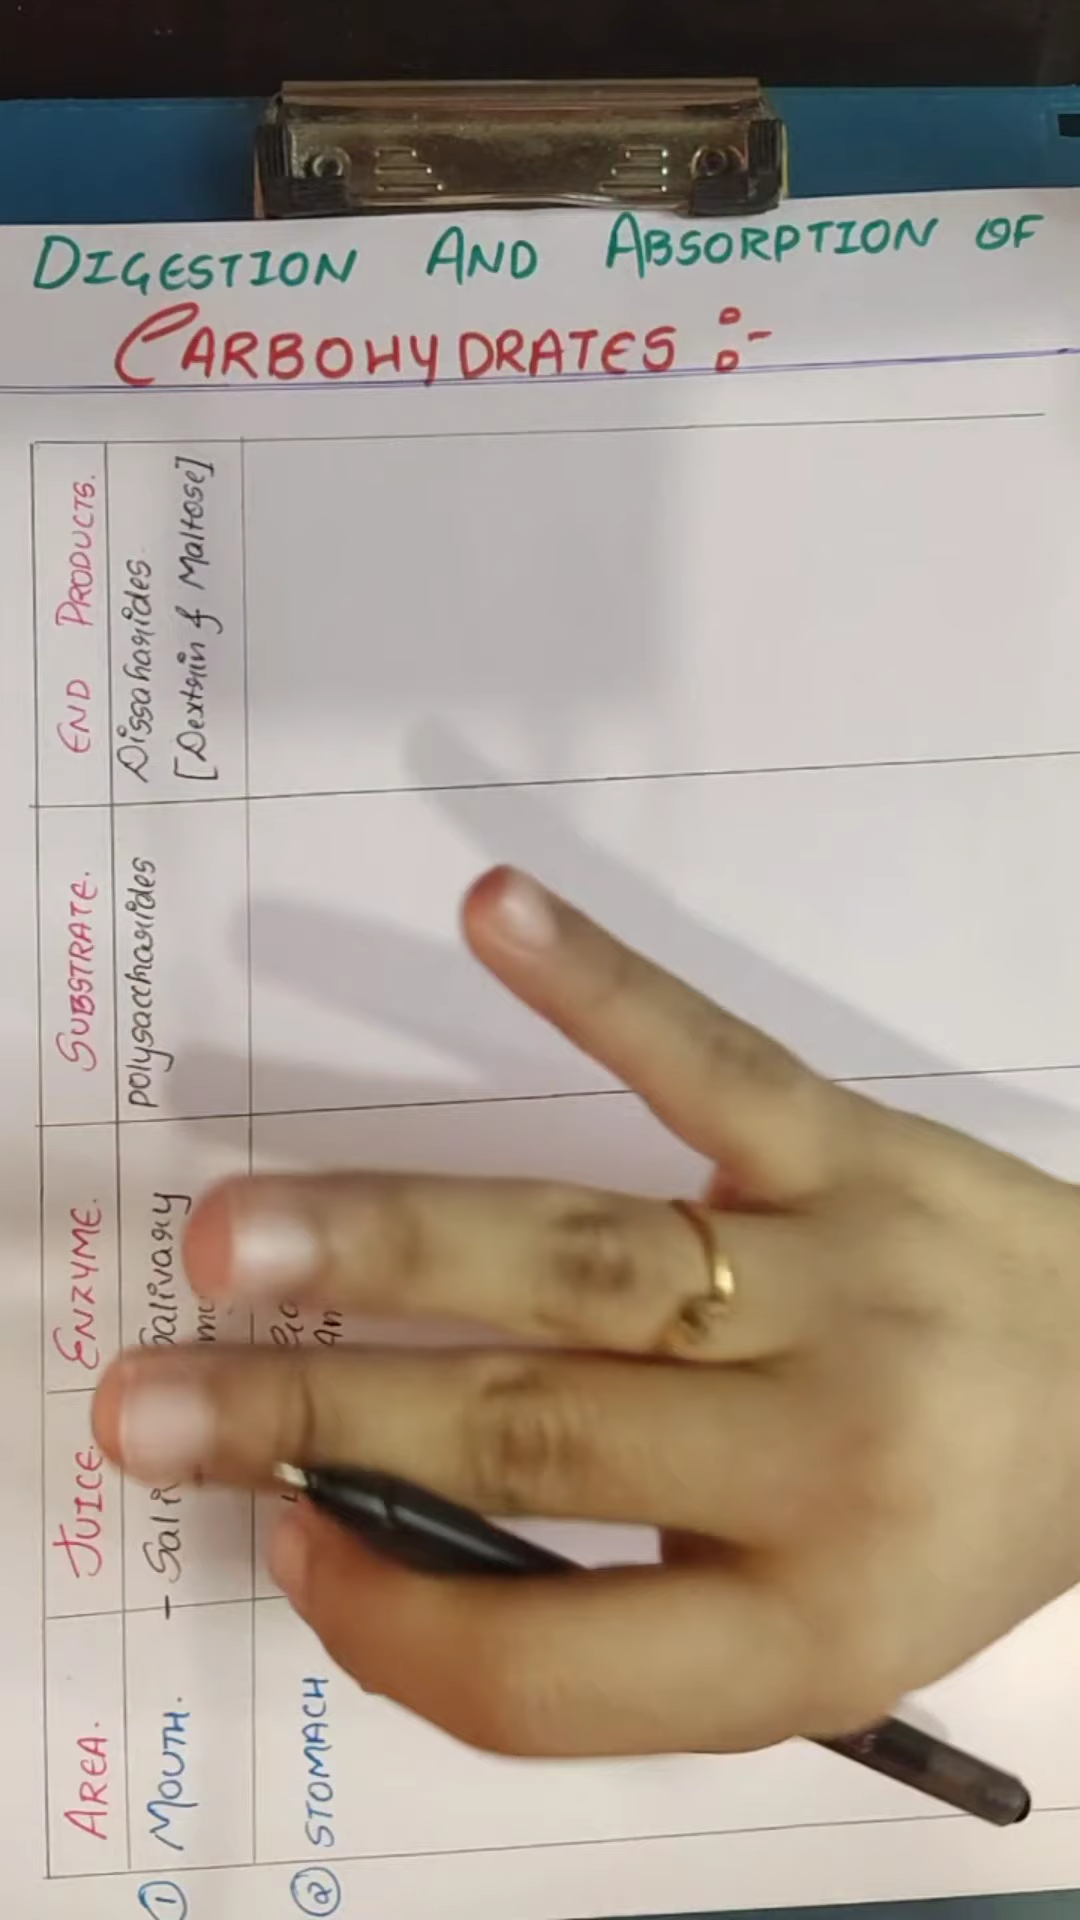 DIGESTION AND ABSORPTION OF
CARBOHYDRATES :-
AREA. JUICE. ENZYME. SUBSTRATE. END PRODUCTS.
① MOUTH. - Salivary polysaccharides Dissaharides.
[Dextrin & Maltose]
② STOMACH